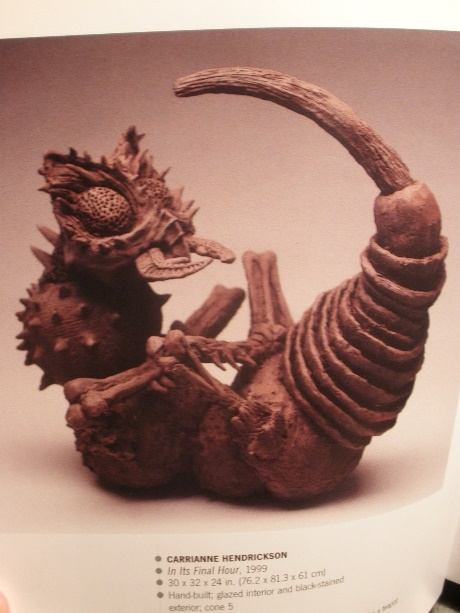 CARRIANNE HENDRICKSON
In Its Final Hour, 1999
30 x 32 x 24 in. (76.2 x 81.3 x 61 cm)
Hand-built; glazed interior and black-stained
exterior; cone 5